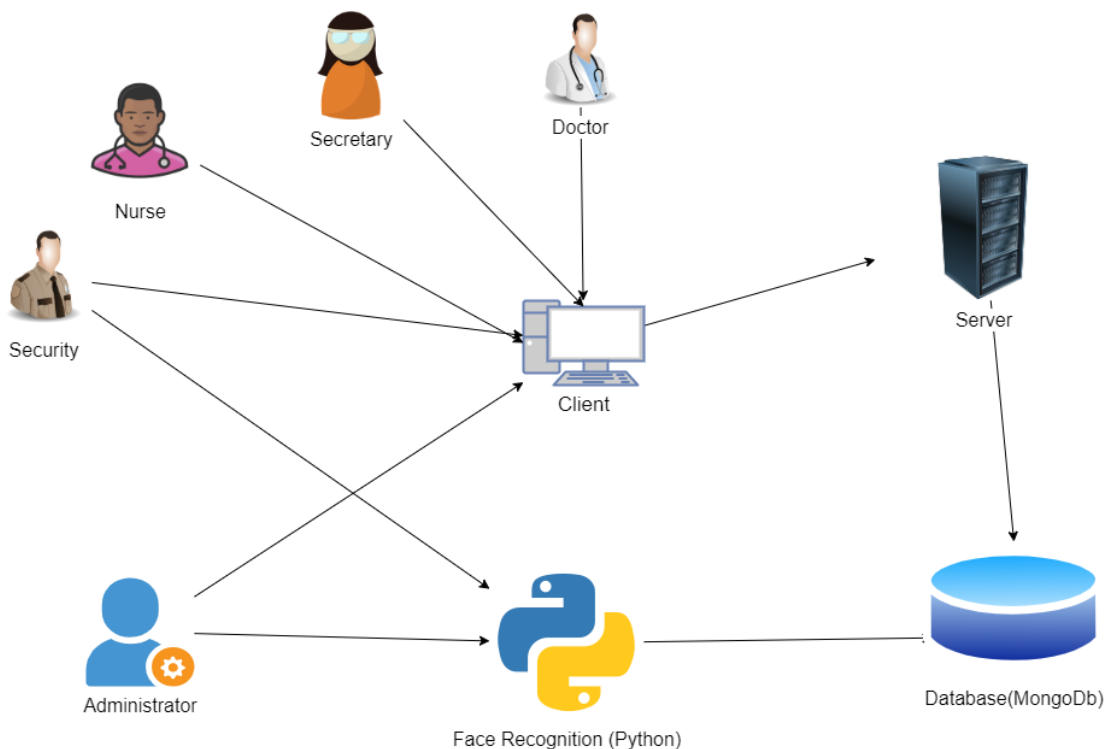 Secretary
Doctor
Nurse
Server
Security
Client
Administrator
Database(MongoDb)
Face Recognition (Python)